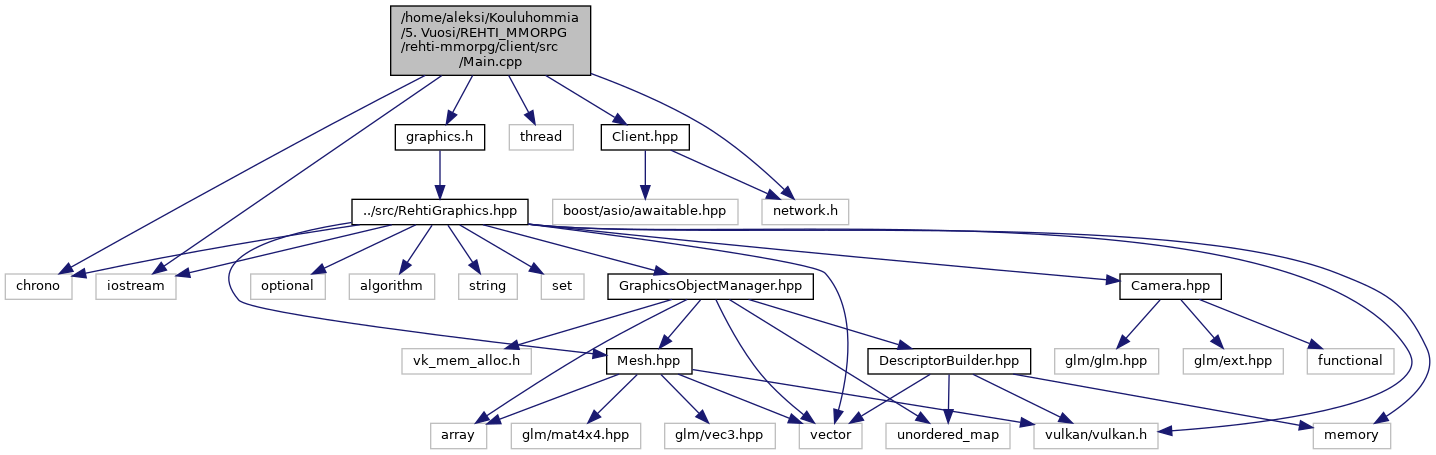 /home/aleksi/Kouluhommia
/5. Vuosi/REHTI_MMORPG
/rehti-mmorpg/client/src
/Main.cpp
graphics.h
thread
Client.hpp
../src/RehtiGraphics.hpp
boost/asio/awaitable.hpp
network.h
chrono
iostream
optional
algorithm
string
set
GraphicsObjectManager.hpp
Camera.hpp
vk_mem_alloc.h
Mesh.hpp
DescriptorBuilder.hpp
glm/glm.hpp
glm/ext.hpp
functional
array
glm/mat4x4.hpp
glm/vec3.hpp
vector
unordered_map
vulkan/vulkan.h
memory